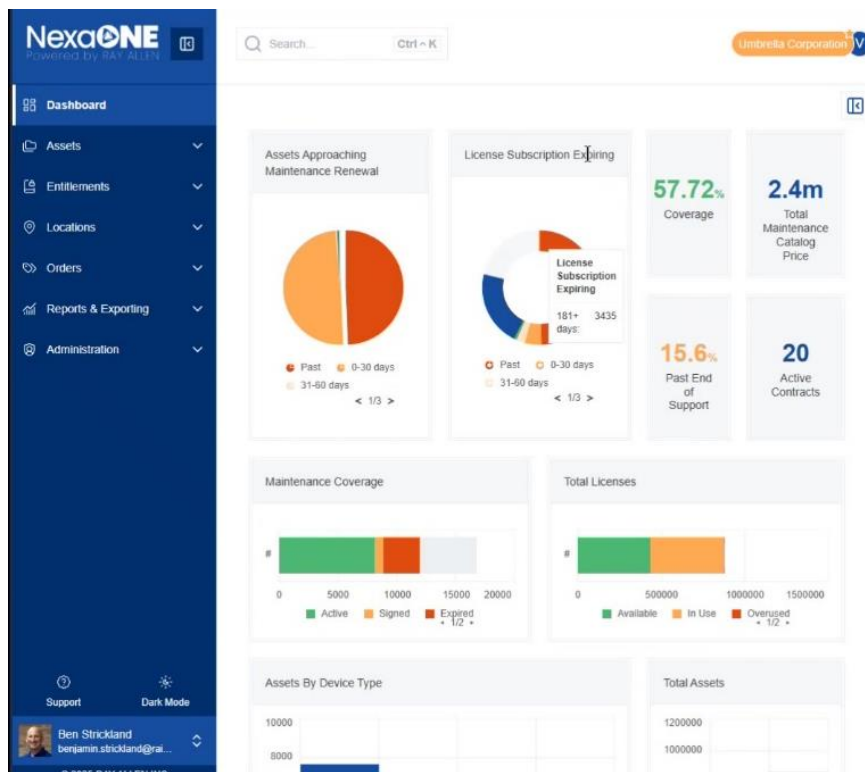 NexaONE
Powered by RAY ALLEN
Search...
Ctrl ^ K
Umbrella Corporation
V
Dashboard
Assets
Entitlements
Locations
Orders
Reports & Exporting
Administration
Support
Dark Mode
Ben Strickland
benjamin.strickland@rai...
Assets Approaching
Maintenance Renewal
Past
0-30 days
31-60 days
< 1/3 >
License Subscription Expiring
License
Subscription
Expiring
181+ 3435
days:
Past
0-30 days
31-60 days
< 1/3 >
57.72%
Coverage
2.4m
Total
Maintenance
Catalog
Price
15.6%
Past End
of
Support
20
Active
Contracts
Maintenance Coverage
#
0 5000 10000 15000 20000
Active Signed Expired
1/2
Total Licenses
#
0 500000 1000000 1500000
Available In Use Overused
1/2
Assets By Device Type
10000
8000
Total Assets
1200000
1000000